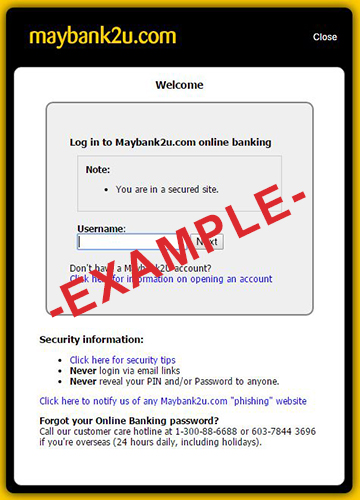 maybank2u.com
Close
Welcome
Log in to Maybank2u.com online banking
Note:
• You are in a secured site.
Username:
Next
-EXAMPLE-
Don't have a Maybank2u account?
Click here for information on opening an account
Security information:
• Click here for security tips
• Never login via email links
• Never reveal your PIN and/or Password to anyone.
Click here to notify us of any Maybank2u.com "phishing" website
Forgot your Online Banking password?
Call our customer care hotline at 1-300-88-6688 or 603-7844 3696
if you're overseas (24 hours daily, including holidays).